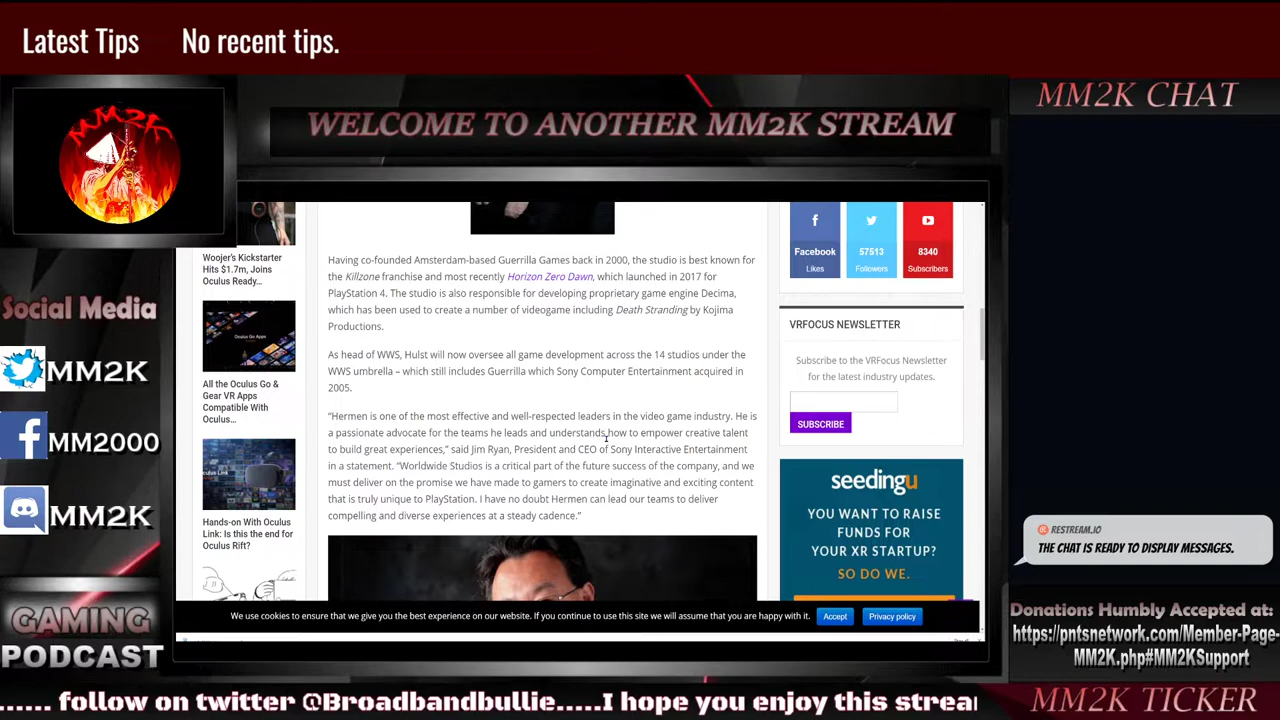 Latest Tips No recent tips.
MM2K
WELCOME TO ANOTHER MM2K STREAM
MM2K CHAT
Social Media
MM2K
MM2000
MM2K
GAMING
PODCAST
Woojer's Kickstarter
Hits $1.7m, Joins
Oculus Ready…
Oculus Go Apps
All the Oculus Go &
Gear VR Apps
Compatible With
Oculus…
Oculus Link
Hands-on With Oculus
Link: Is this the end for
Oculus Rift?
Having co-founded Amsterdam-based Guerrilla Games back in 2000, the studio is best known for
the Killzone franchise and most recently Horizon Zero Dawn, which launched in 2017 for
PlayStation 4. The studio is also responsible for developing proprietary game engine Decima,
which has been used to create a number of videogame including Death Stranding by Kojima
Productions.
As head of WWS, Hulst will now oversee all game development across the 14 studios under the
WWS umbrella – which still includes Guerrilla which Sony Computer Entertainment acquired in
2005.
“Hermen is one of the most effective and well-respected leaders in the video game industry. He is
a passionate advocate for the teams he leads and understands how to empower creative talent
to build great experiences,” said Jim Ryan, President and CEO of Sony Interactive Entertainment
in a statement. “Worldwide Studios is a critical part of the future success of the company, and we
must deliver on the promise we have made to gamers to create imaginative and exciting content
that is truly unique to PlayStation. I have no doubt Hermen can lead our teams to deliver
compelling and diverse experiences at a steady cadence.”
Facebook
Likes
57513
Followers
8340
Subscribers
VRFOCUS NEWSLETTER
Subscribe to the VRFocus Newsletter
for the latest industry updates.
SUBSCRIBE
seedingu
YOU WANT TO RAISE
FUNDS FOR
YOUR XR STARTUP?
SO DO WE.
We use cookies to ensure that we give you the best experience on our website. If you continue to use this site we will assume that you are happy with it. Accept Privacy policy
RESTREAM.IO
THE CHAT IS READY TO DISPLAY MESSAGES.
Donations Humbly Accepted at:
https://pntsnetwork.com/Member-Page-
MM2K.php#MM2KSupport
...... follow on twitter @Broadbandbullie.....I hope you enjoy this strea
MM2K TICKER